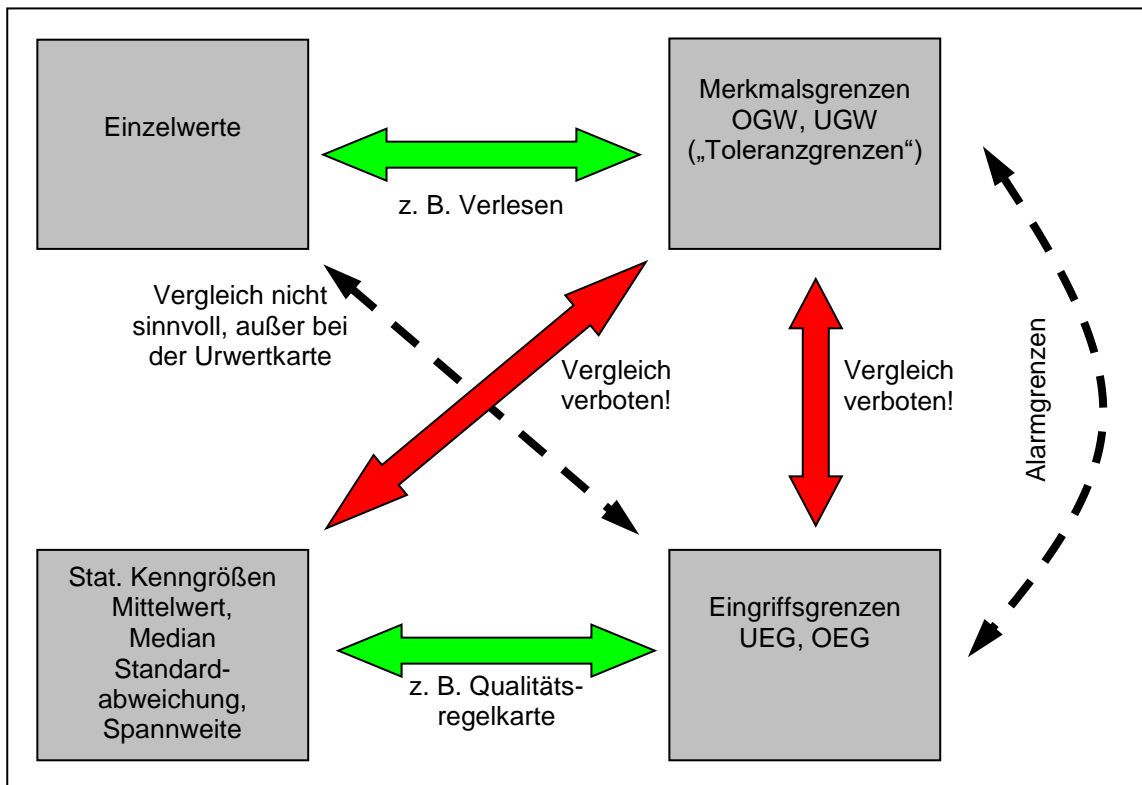 Einzelwerte
Merkmalsgrenzen
OGW, UGW
(„Toleranzgrenzen“)
z. B. Verlesen
Vergleich nicht
sinnvoll, außer bei
der Urwertkarte
Vergleich
verboten!
Vergleich
verboten!
Alarmgrenzen
Stat. Kenngrößen
Mittelwert,
Median
Standard-
abweichung,
Spannweite
z. B. Qualitäts-
regelkarte
Eingriffsgrenzen
UEG, OEG